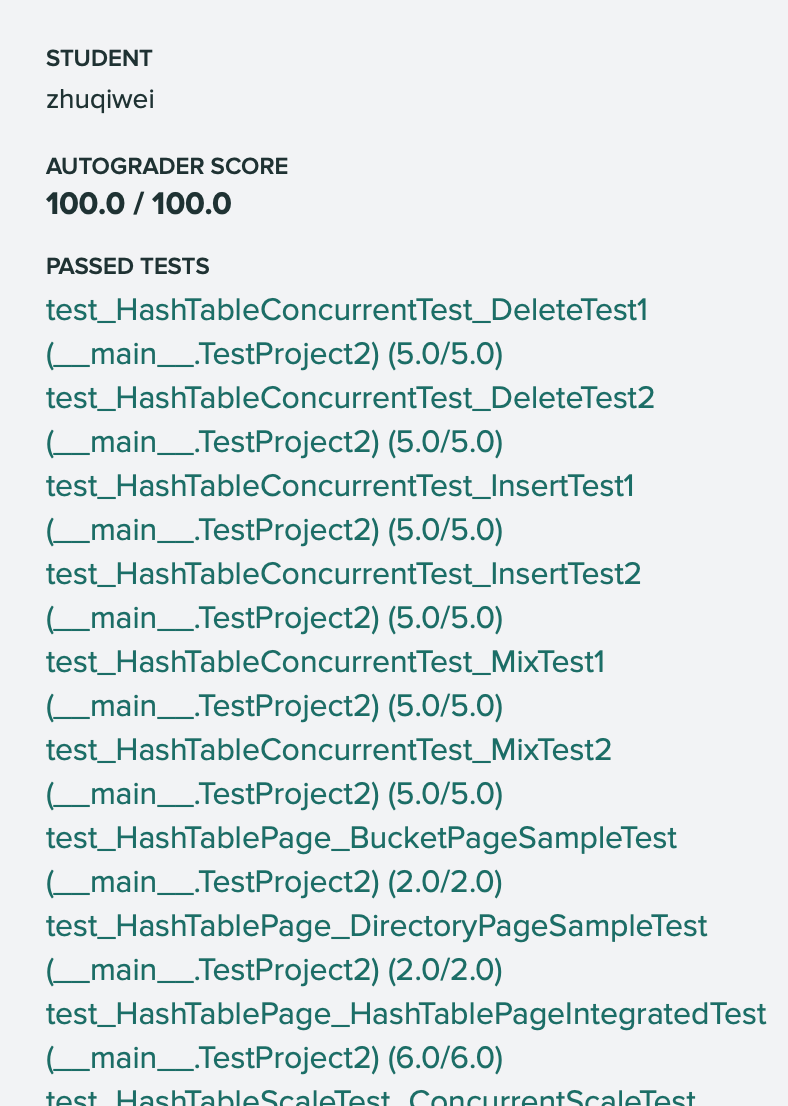 STUDENT
zhuqiwei
AUTOGRADER SCORE
100.0 / 100.0
PASSED TESTS
test_HashTableConcurrentTest_DeleteTest1
(__main__.TestProject2) (5.0/5.0)
test_HashTableConcurrentTest_DeleteTest2
(__main__.TestProject2) (5.0/5.0)
test_HashTableConcurrentTest_InsertTest1
(__main__.TestProject2) (5.0/5.0)
test_HashTableConcurrentTest_InsertTest2
(__main__.TestProject2) (5.0/5.0)
test_HashTableConcurrentTest_MixTest1
(__main__.TestProject2) (5.0/5.0)
test_HashTableConcurrentTest_MixTest2
(__main__.TestProject2) (5.0/5.0)
test_HashTablePage_BucketPageSampleTest
(__main__.TestProject2) (2.0/2.0)
test_HashTablePage_DirectoryPageSampleTest
(__main__.TestProject2) (2.0/2.0)
test_HashTablePage_HashTablePageIntegratedTest
(__main__.TestProject2) (6.0/6.0)
test_HashTableScaleTest_ConcurrentScaleTest